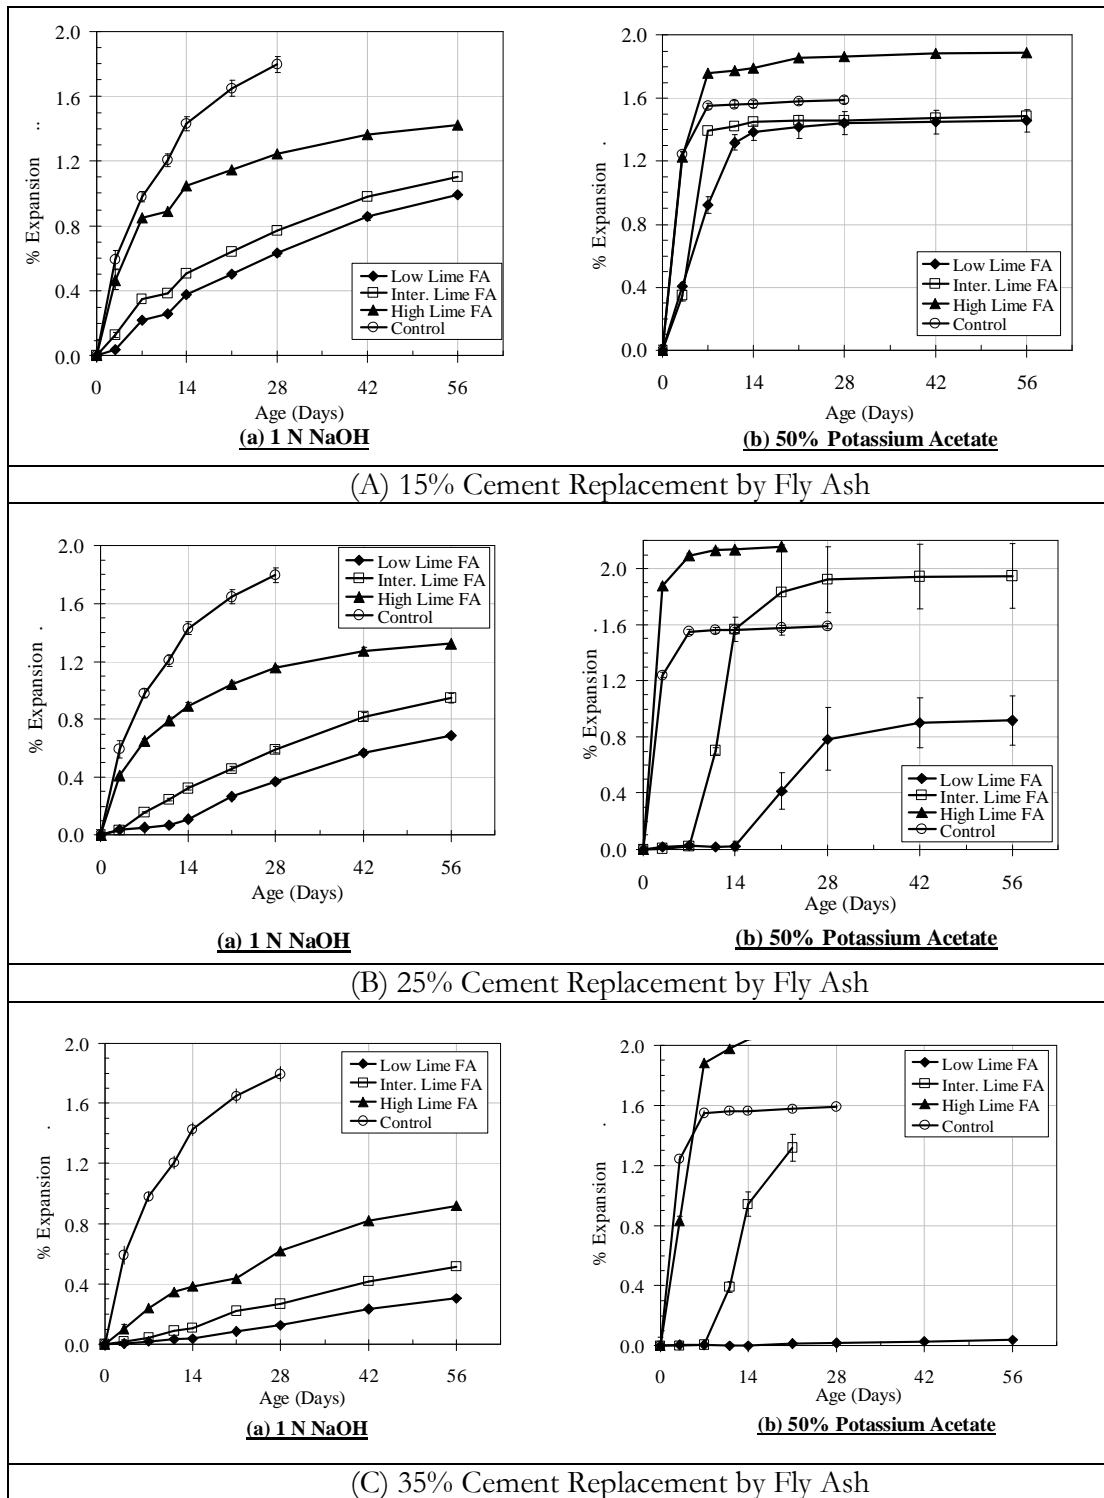 2.0
1.6
1.2
0.8
0.4
0.0
% Expansion ..
Low Lime FA
Inter. Lime FA
High Lime FA
Control
0 14 28 42 56
Age (Days)
(a) 1 N NaOH
2.0
1.6
1.2
0.8
0.4
0.0
% Expansion .
Low Lime FA
Inter. Lime FA
High Lime FA
Control
0 14 28 42 56
Age (Days)
(b) 50% Potassium Acetate
(A) 15% Cement Replacement by Fly Ash
2.0
1.6
1.2
0.8
0.4
0.0
% Expansion .
Low Lime FA
Inter. Lime FA
High Lime FA
Control
0 14 28 42 56
Age (Days)
(a) 1 N NaOH
2.0
1.6
1.2
0.8
0.4
0.0
% Expansion .
Low Lime FA
Inter. Lime FA
High Lime FA
Control
0 14 28 42 56
Age (Days)
(b) 50% Potassium Acetate
(B) 25% Cement Replacement by Fly Ash
2.0
1.6
1.2
0.8
0.4
0.0
% Expansion .
Low Lime FA
Inter. Lime FA
High Lime FA
Control
0 14 28 42 56
Age (Days)
(a) 1 N NaOH
2.0
1.6
1.2
0.8
0.4
0.0
% Expansion .
Low Lime FA
Inter. Lime FA
High Lime FA
Control
0 14 28 42 56
Age (Days)
(b) 50% Potassium Acetate
(C) 35% Cement Replacement by Fly Ash